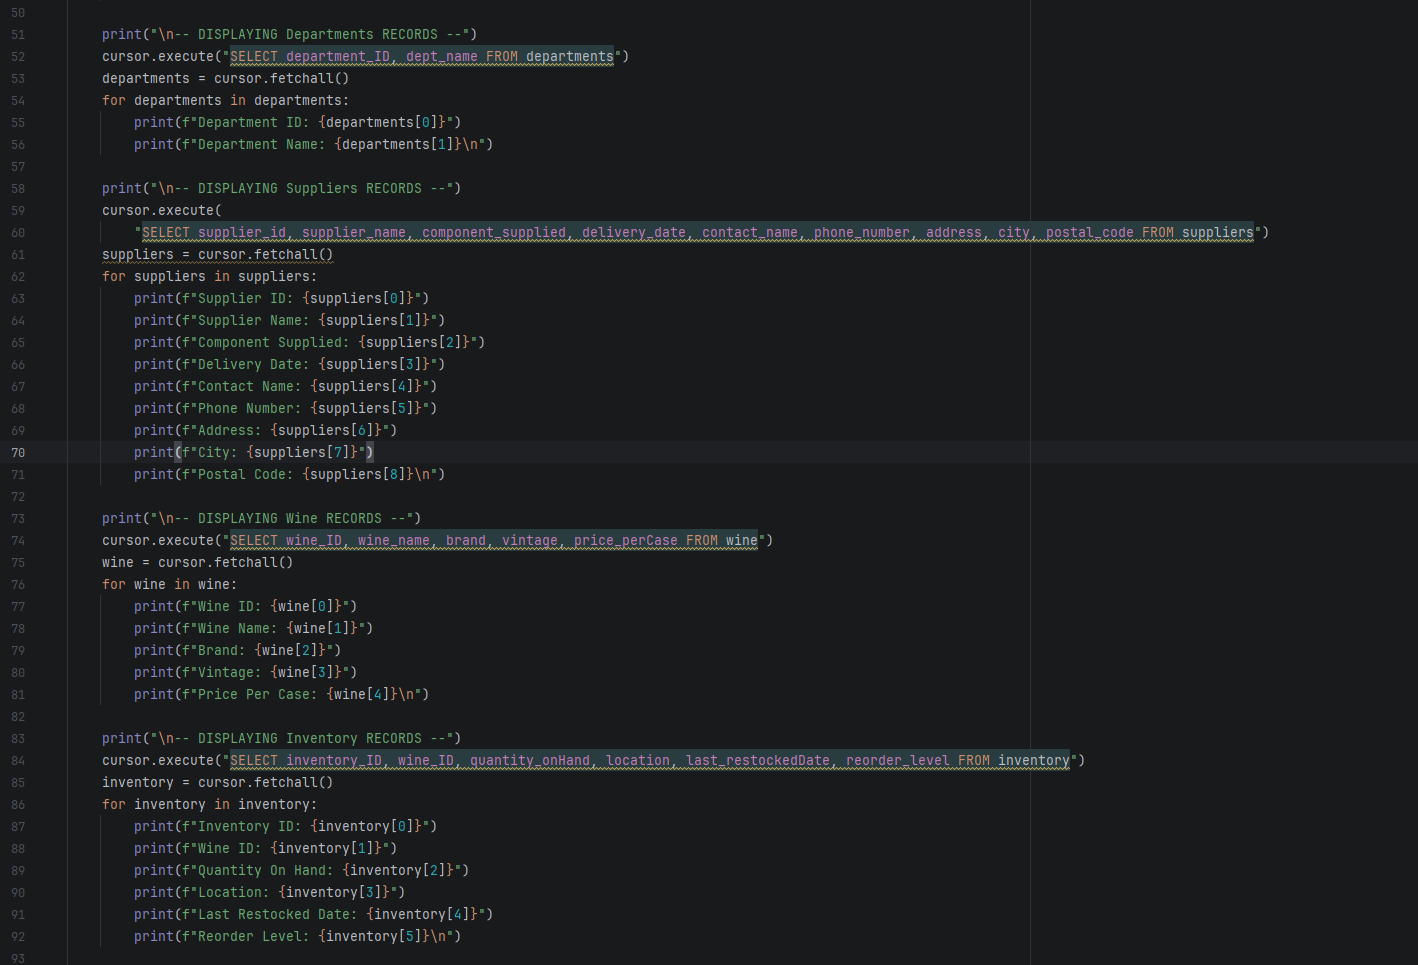 50
51 print("\n-- DISPLAYING Departments RECORDS --")
52 cursor.execute("SELECT department_ID, dept_name FROM departments")
53 departments = cursor.fetchall()
54 for departments in departments:
55 print(f"Department ID: {departments[0]}")
56 print(f"Department Name: {departments[1]}\n")
57
58 print("\n-- DISPLAYING Suppliers RECORDS --")
59 cursor.execute(
60 "SELECT supplier_id, supplier_name, component_supplied, delivery_date, contact_name, phone_number, address, city, postal_code FROM suppliers")
61 suppliers = cursor.fetchall()
62 for suppliers in suppliers:
63 print(f"Supplier ID: {suppliers[0]}")
64 print(f"Supplier Name: {suppliers[1]}")
65 print(f"Component Supplied: {suppliers[2]}")
66 print(f"Delivery Date: {suppliers[3]}")
67 print(f"Contact Name: {suppliers[4]}")
68 print(f"Phone Number: {suppliers[5]}")
69 print(f"Address: {suppliers[6]}")
70 print(f"City: {suppliers[7]}")
71 print(f"Postal Code: {suppliers[8]}\n")
72
73 print("\n-- DISPLAYING Wine RECORDS --")
74 cursor.execute("SELECT wine_ID, wine_name, brand, vintage, price_perCase FROM wine")
75 wine = cursor.fetchall()
76 for wine in wine:
77 print(f"Wine ID: {wine[0]}")
78 print(f"Wine Name: {wine[1]}")
79 print(f"Brand: {wine[2]}")
80 print(f"Vintage: {wine[3]}")
81 print(f"Price Per Case: {wine[4]}\n")
82
83 print("\n-- DISPLAYING Inventory RECORDS --")
84 cursor.execute("SELECT inventory_ID, wine_ID, quantity_onHand, location, last_restockedDate, reorder_level FROM inventory")
85 inventory = cursor.fetchall()
86 for inventory in inventory:
87 print(f"Inventory ID: {inventory[0]}")
88 print(f"Wine ID: {inventory[1]}")
89 print(f"Quantity On Hand: {inventory[2]}")
90 print(f"Location: {inventory[3]}")
91 print(f"Last Restocked Date: {inventory[4]}")
92 print(f"Reorder Level: {inventory[5]}\n")
93